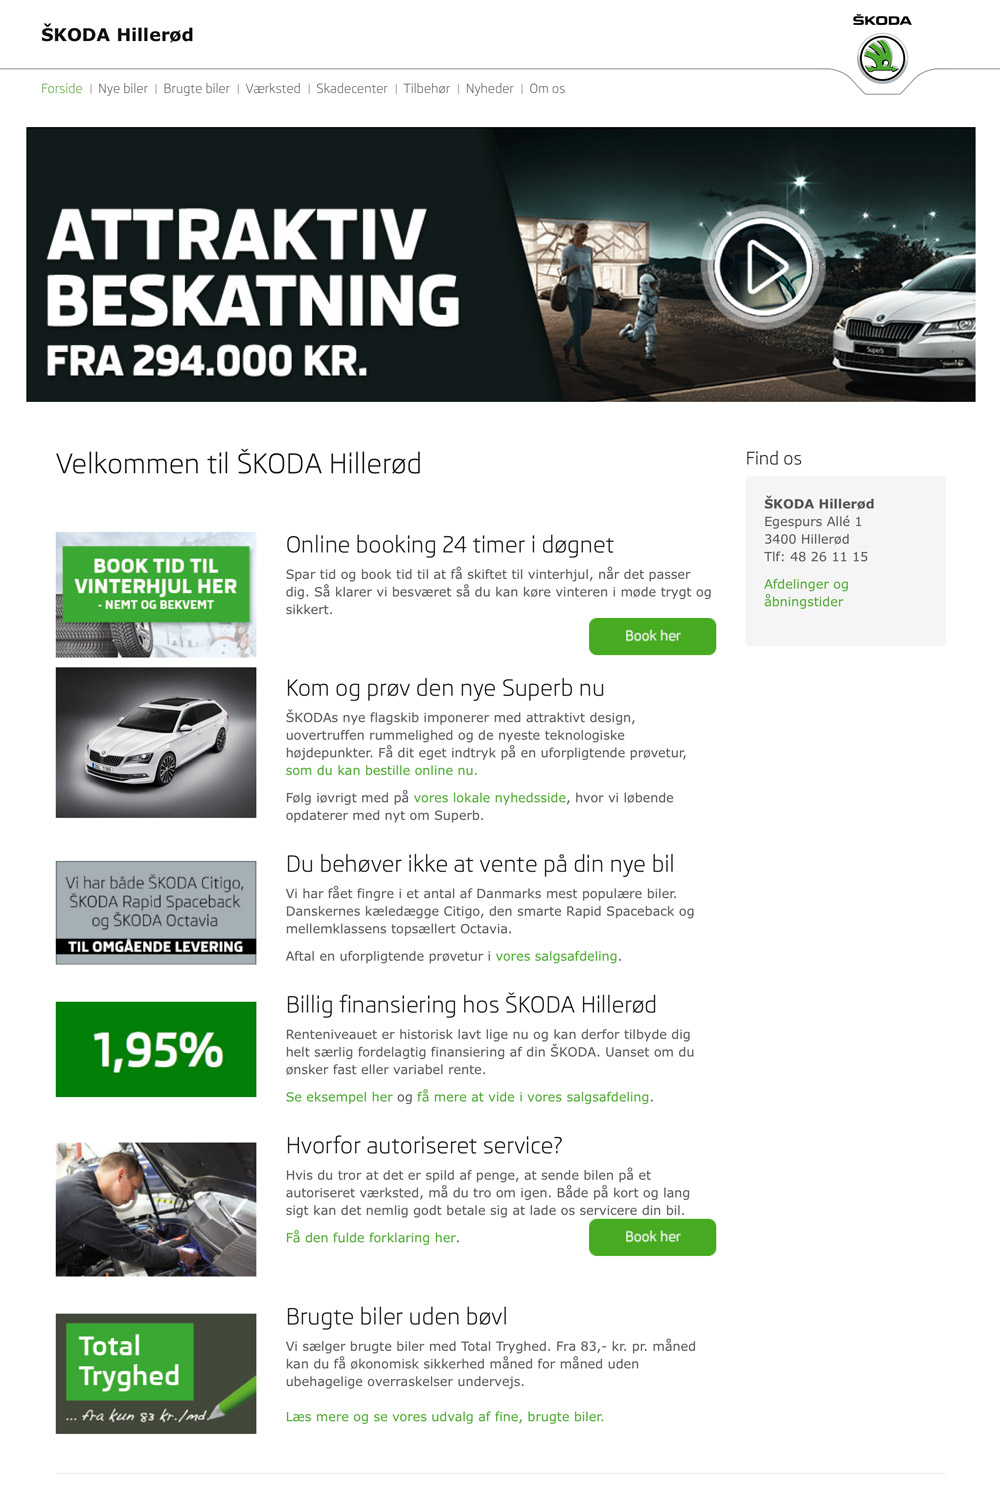 ŠKODA Hillerød
ŠKODA
Forside | Nye biler | Brugte biler | Værksted | Skadecenter | Tilbehør | Nyheder | Om os
ATTRAKTIV
BESKATNING
FRA 294.000 KR.
Superb
Velkommen til ŠKODA Hillerød
Find os
ŠKODA Hillerød
Egespurs Allé 1
3400 Hillerød
Tlf: 48 26 11 15
Afdelinger og
åbningstider
BOOK TID TIL
VINTERHJUL HER
- NEMT OG BEKVEMT
Online booking 24 timer i døgnet
Spar tid og book tid til at få skiftet til vinterhjul, når det passer
dig. Så klarer vi besværet så du kan køre vinteren i møde trygt og
sikkert.
Book her
Kom og prøv den nye Superb nu
ŠKODAs nye flagskib imponerer med attraktivt design,
uovertruffen rummelighed og de nyeste teknologiske
højdepunkter. Få dit eget indtryk på en uforpligtende prøvetur,
som du kan bestille online nu.
Følg iøvrigt med på vores lokale nyhedsside, hvor vi løbende
opdaterer med nyt om Superb.
Vi har både ŠKODA Citigo,
ŠKODA Rapid Spaceback
og ŠKODA Octavia
TIL OMGÅENDE LEVERING
Du behøver ikke at vente på din nye bil
Vi har fået fingre i et antal af Danmarks mest populære biler.
Danskernes kæledægge Citigo, den smarte Rapid Spaceback og
mellemklassens topsællert Octavia.
Aftal en uforpligtende prøvetur i vores salgsafdeling.
1,95%
Billig finansiering hos ŠKODA Hillerød
Renteniveauet er historisk lavt lige nu og kan derfor tilbyde dig
helt særlig fordelagtig finansiering af din ŠKODA. Uanset om du
ønsker fast eller variabel rente.
Se eksempel her og få mere at vide i vores salgsafdeling.
Hvorfor autoriseret service?
Hvis du tror at det er spild af penge, at sende bilen på et
autoriseret værksted, må du tro om igen. Både på kort og lang
sigt kan det nemlig godt betale sig at lade os servicere din bil.
Få den fulde forklaring her.
Book her
Total
Tryghed
... fra kun 83 kr./md.
Brugte biler uden bøvl
Vi sælger brugte biler med Total Tryghed. Fra 83,- kr. pr. måned
kan du få økonomisk sikkerhed måned for måned uden
ubehagelige overraskelser undervejs.
Læs mere og se vores udvalg af fine, brugte biler.